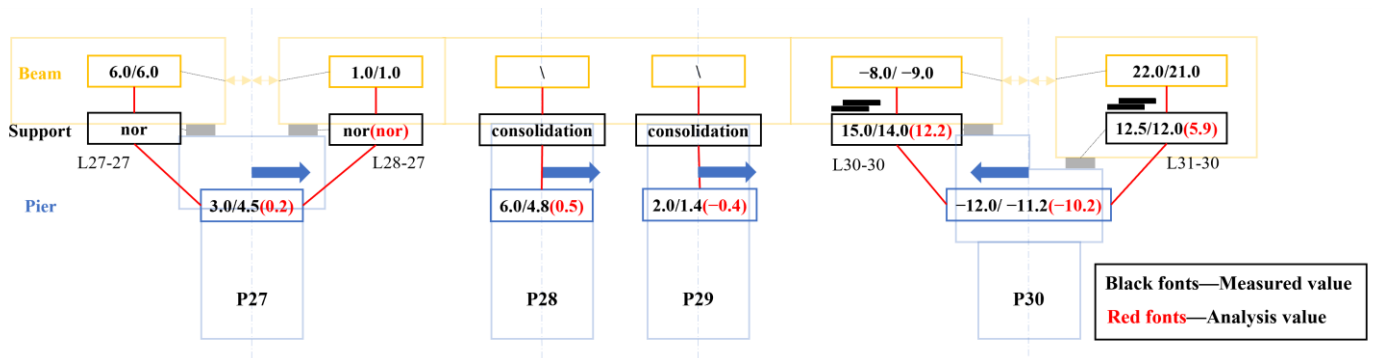 Beam 6.0/6.0 1.0/1.0 \ \ −8.0/ −9.0 22.0/21.0
Support nor nor(nor) consolidation consolidation 15.0/14.0(12.2) 12.5/12.0(5.9)
L27-27 L28-27 L30-30 L31-30
Pier 3.0/4.5(0.2) 6.0/4.8(0.5) 2.0/1.4(−0.4) −12.0/ −11.2(−10.2)
P27 P28 P29 P30
Black fonts—Measured value
Red fonts—Analysis value